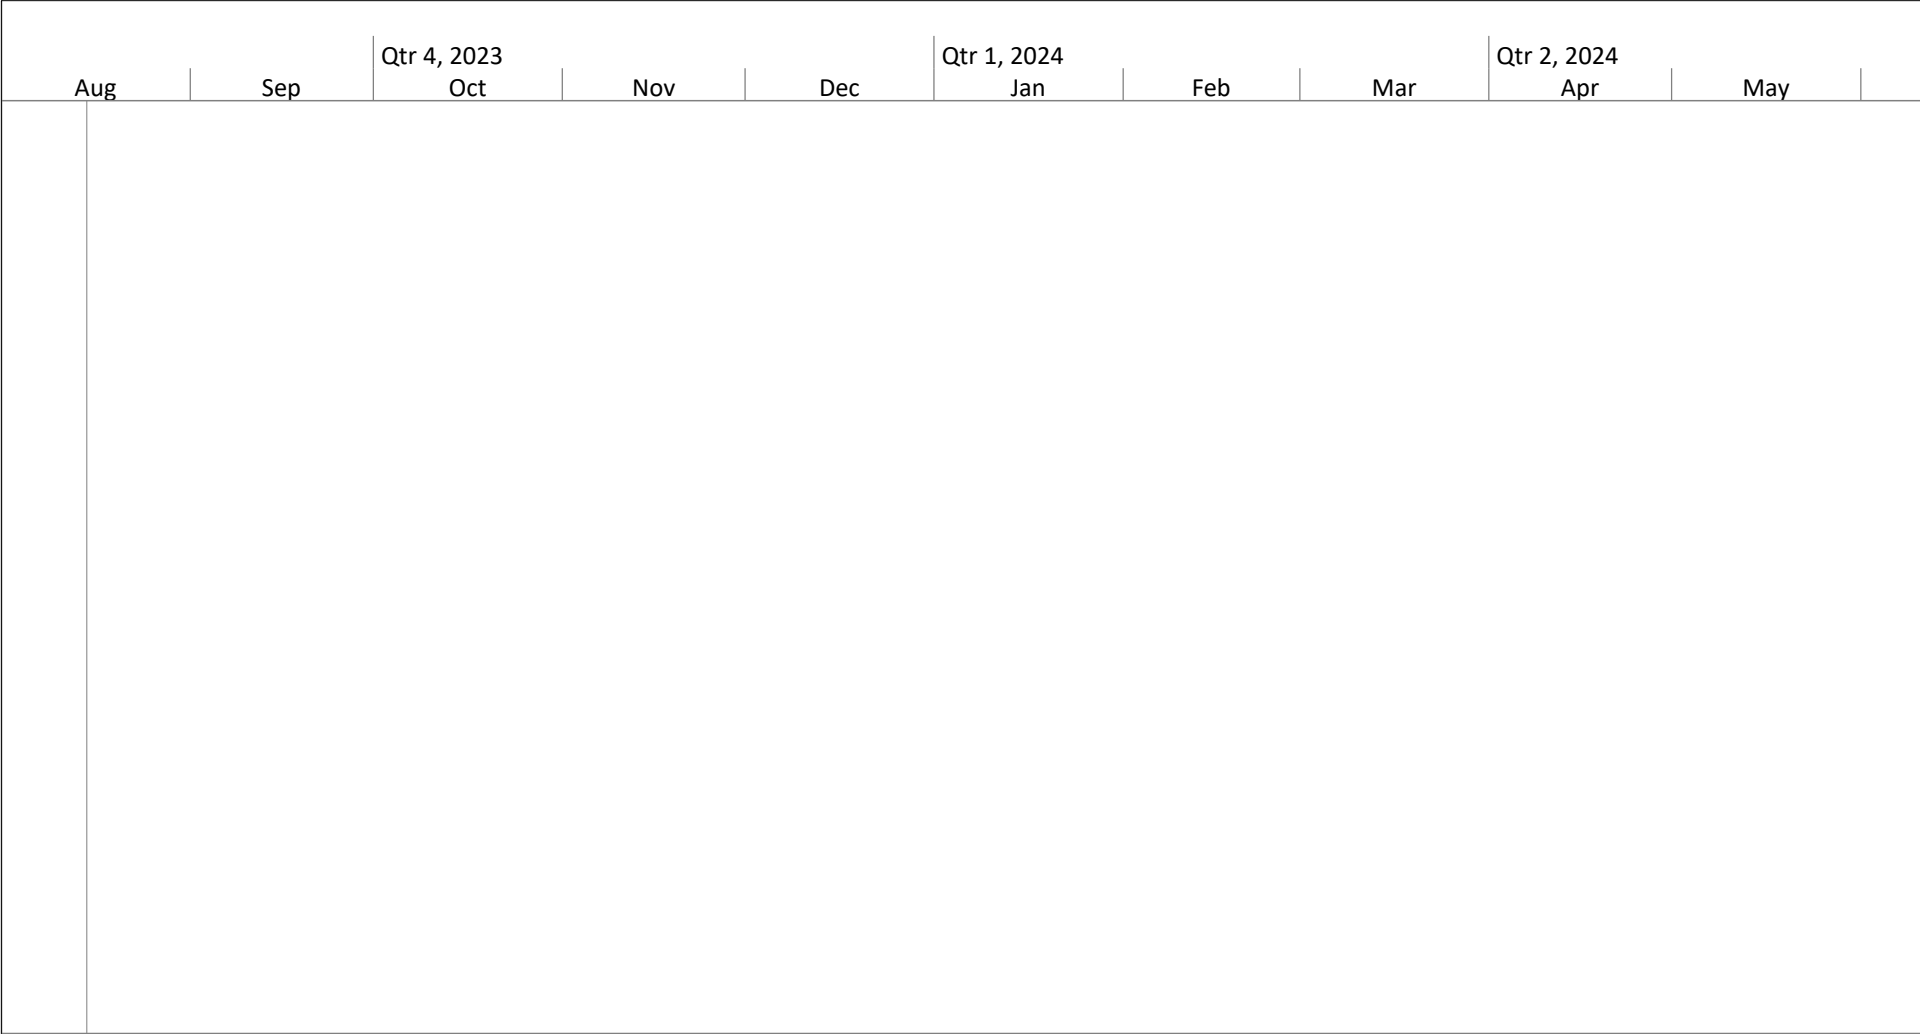 Qtr 4, 2023 Qtr 1, 2024 Qtr 2, 2024
Aug Sep Oct Nov Dec Jan Feb Mar Apr May